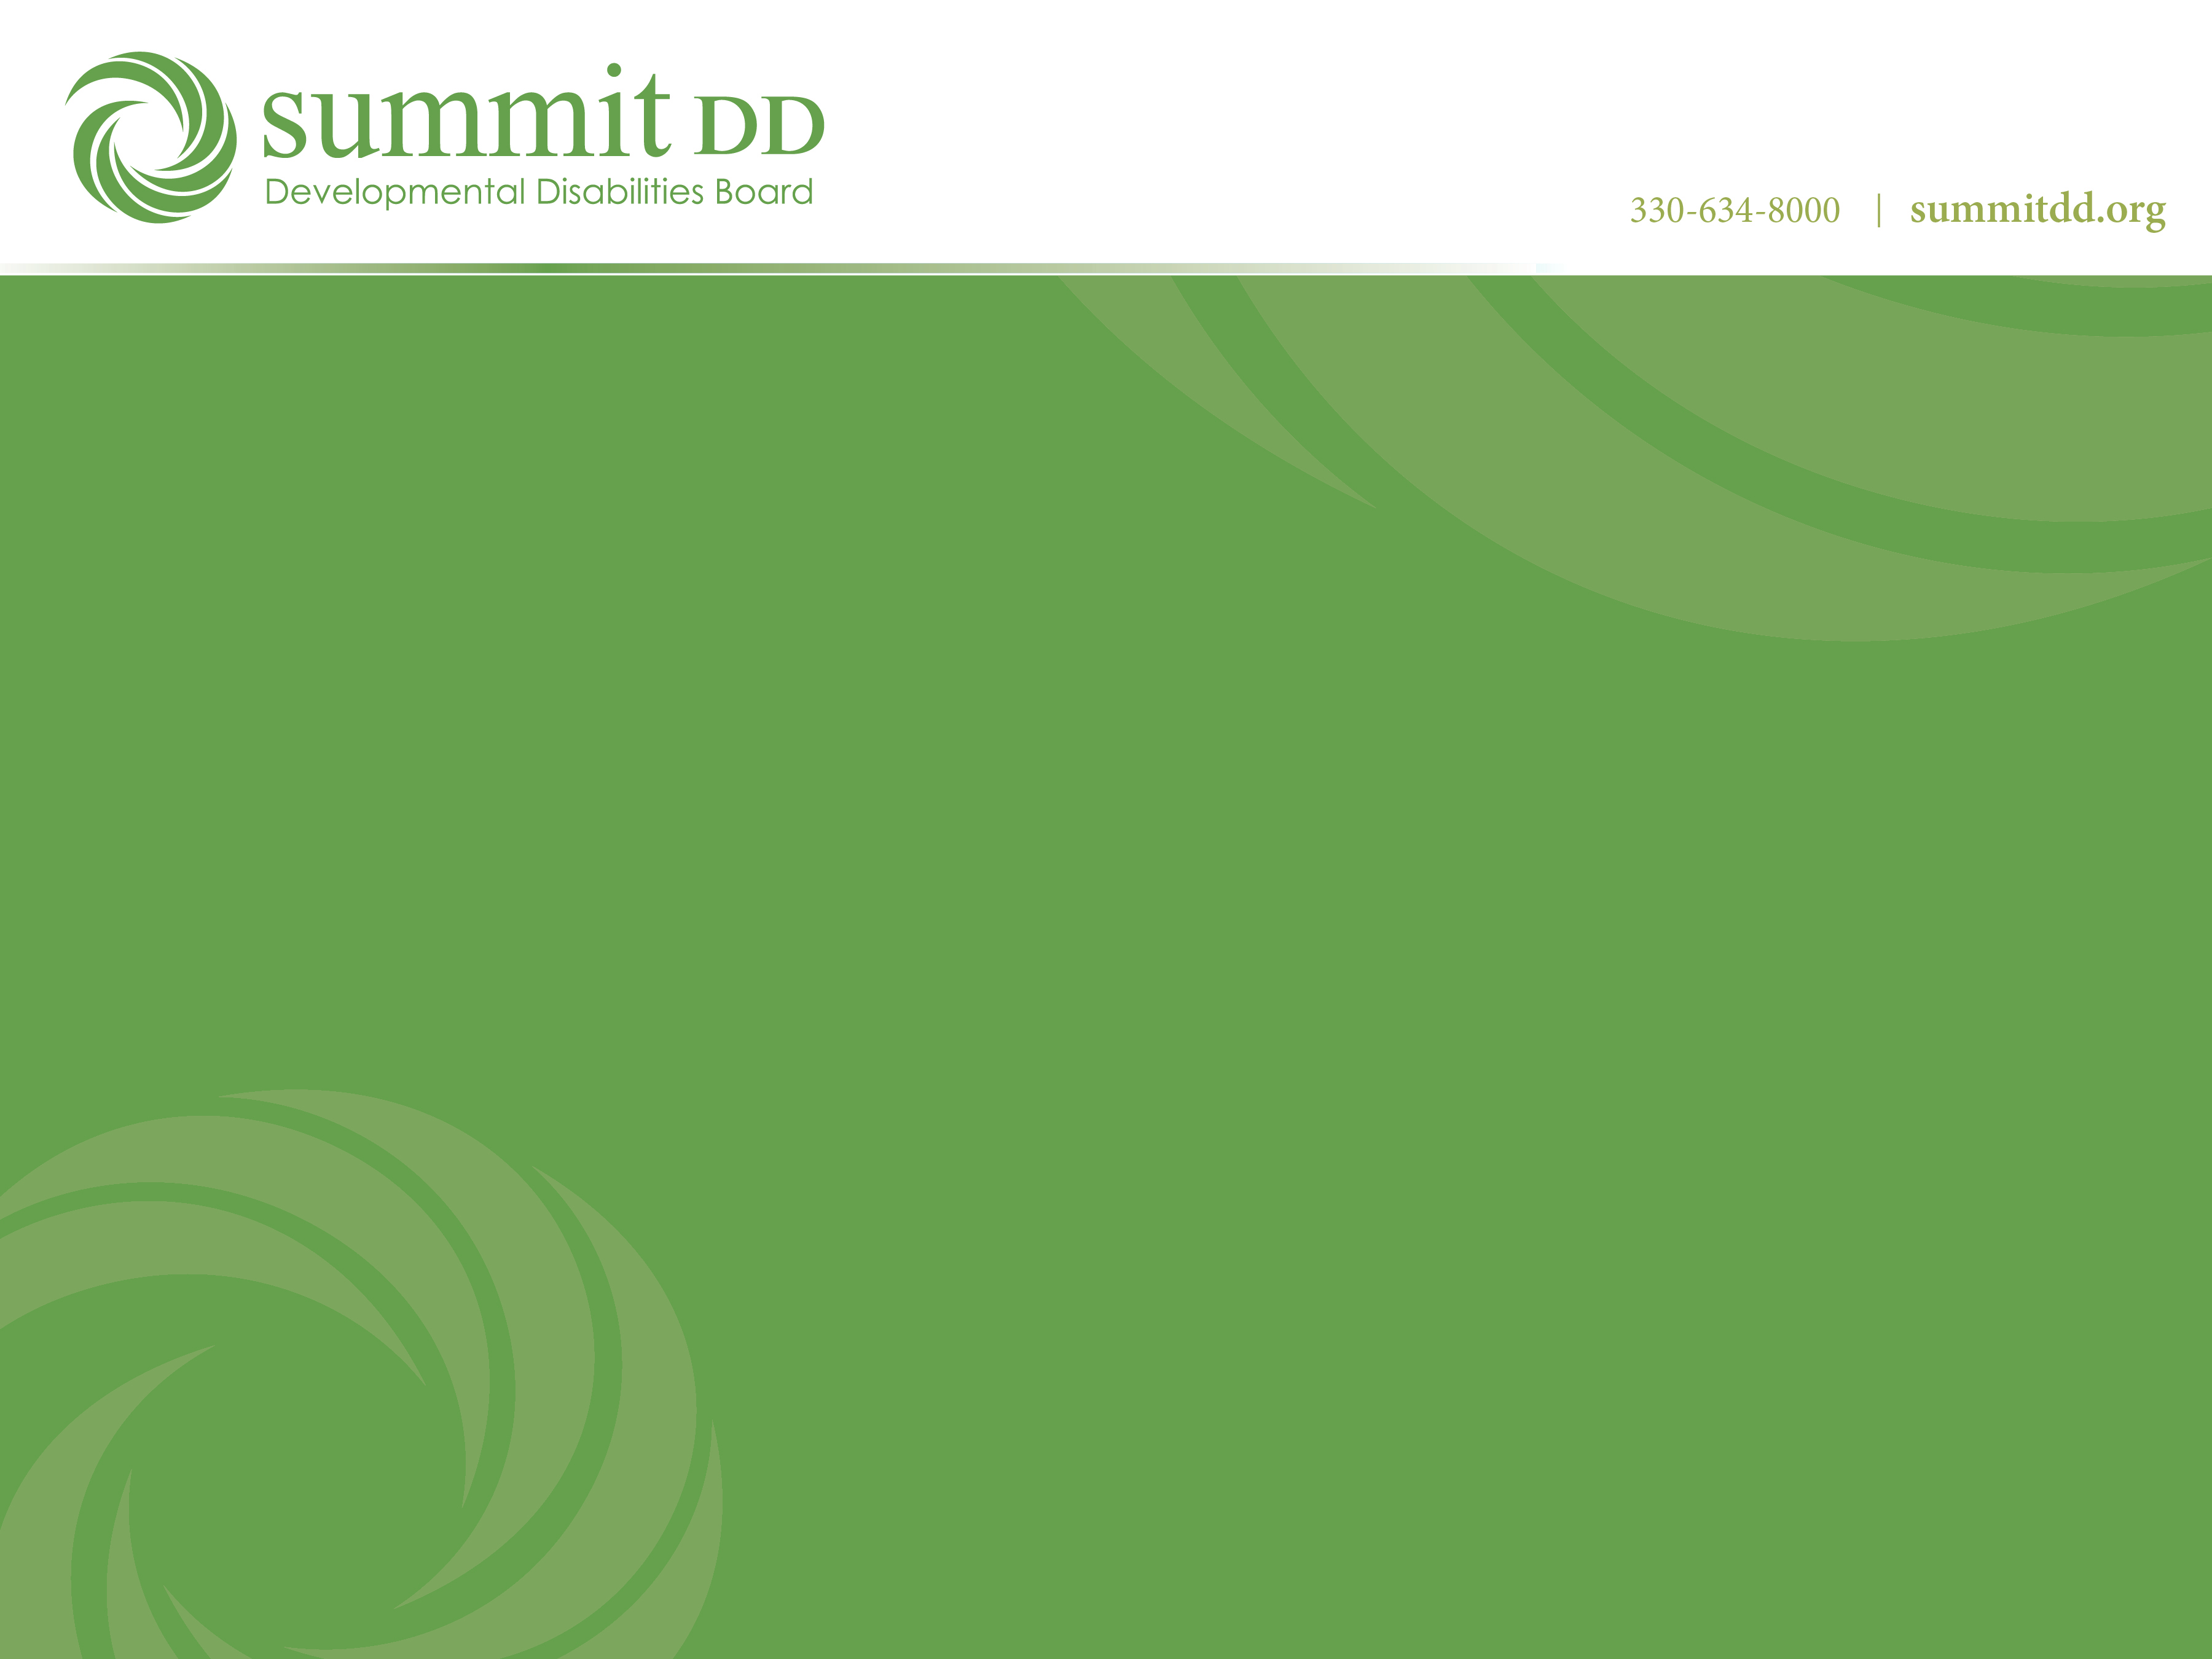 summit DD
Developmental Disabilities Board
330-634-8000 | summitdd.org